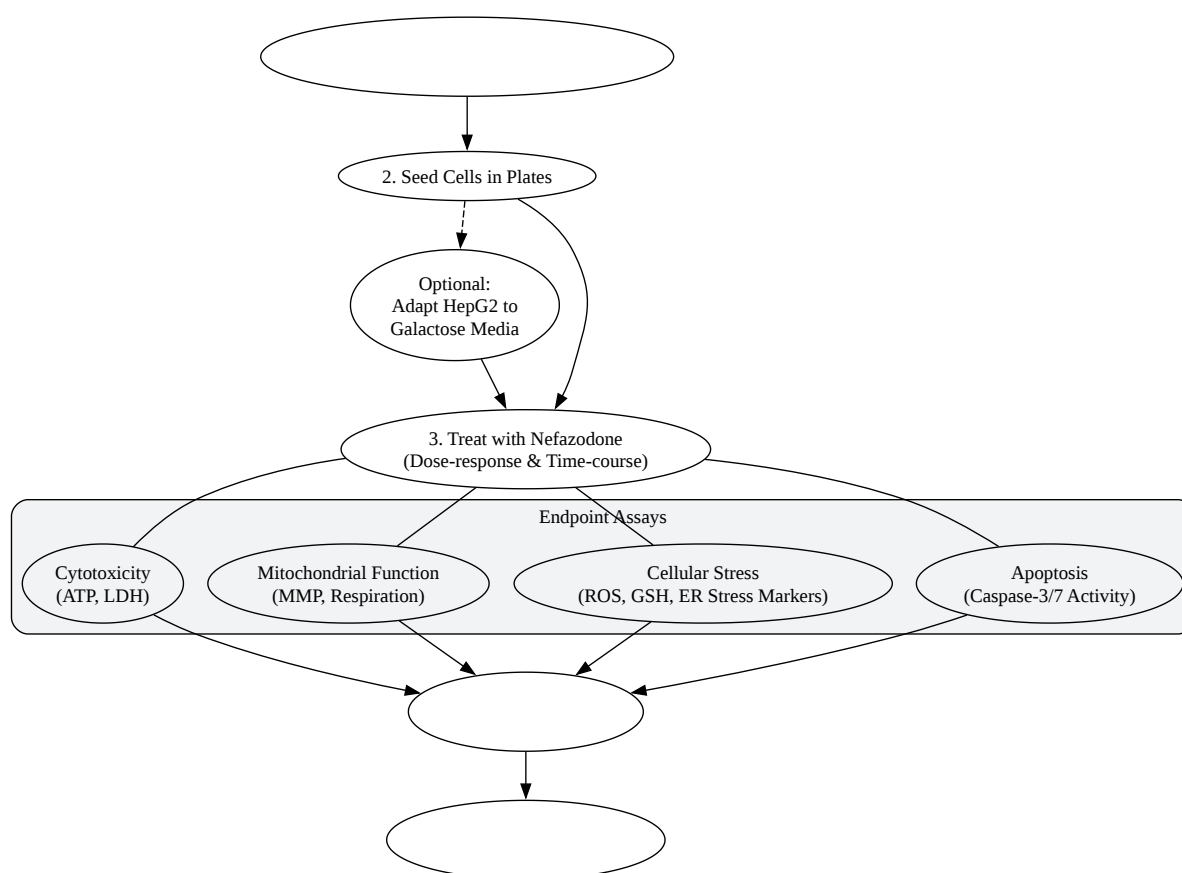 2. Seed Cells in Plates
Optional:
Adapt HepG2 to
Galactose Media
3. Treat with Nefazodone
(Dose-response & Time-course)
Endpoint Assays
Cytotoxicity
(ATP, LDH)
Mitochondrial Function
(MMP, Respiration)
Cellular Stress
(ROS, GSH, ER Stress Markers)
Apoptosis
(Caspase-3/7 Activity)